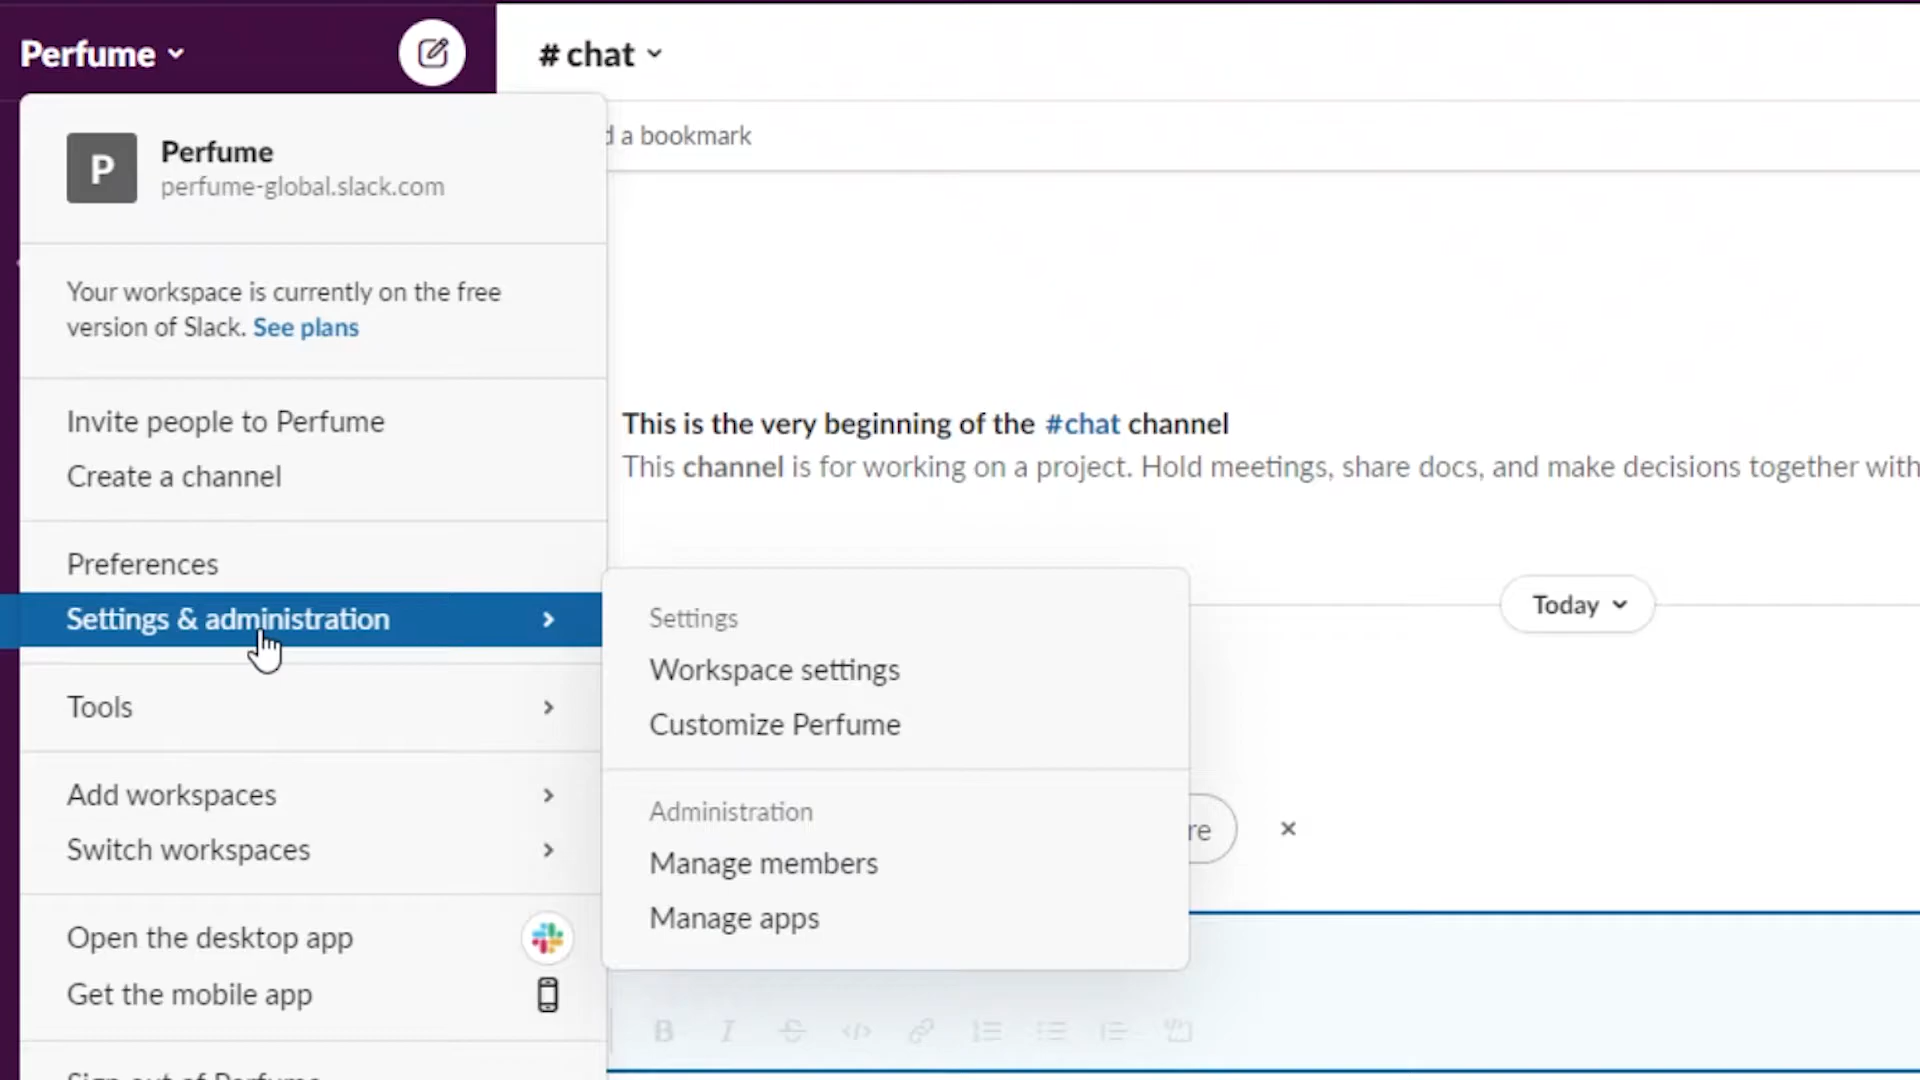 Perfume
# chat
P
Perfume
perfume-global.slack.com
a bookmark
Your workspace is currently on the free
version of Slack. See plans
Invite people to Perfume
Create a channel
This is the very beginning of the #chat channel
This channel is for working on a project. Hold meetings, share docs, and make decisions together with
Preferences
Settings & administration
Today
Settings
Workspace settings
Customize Perfume
Tools
Add workspaces
Administration
Switch workspaces
Manage members
Manage apps
Open the desktop app
Get the mobile app
B I S </>
Sign out of Perfume